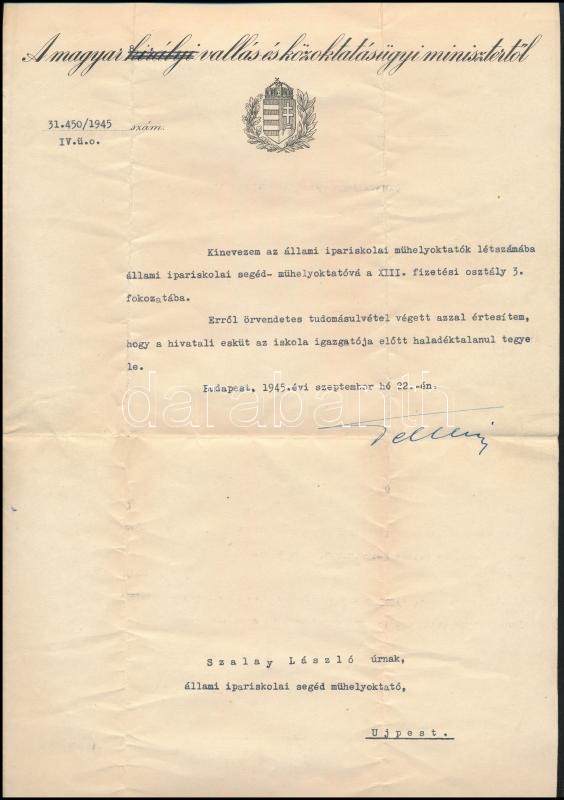 A magyar királyi vallás és közoktatásügyi minisztertől
31.450/1945 szám.
IV.ü.o.
Kinevezem az állami ipariskolai műhelyoktatók létszámába
állami ipariskolai segéd- műhelyoktatóvá a XIII. fizetési osztály 3.
fokozatába.
Erről örvendetes tudomásulvétel végett azzal értesítem,
hogy a hivatali esküt az iskola igazgatója előtt haladéktalanul tegye
le.
Budapest, 1945.évi szeptember hó 22.-én.
darabanth
Szalay László úrnak,
állami ipariskolai segéd műhelyoktató,
Ujpest.